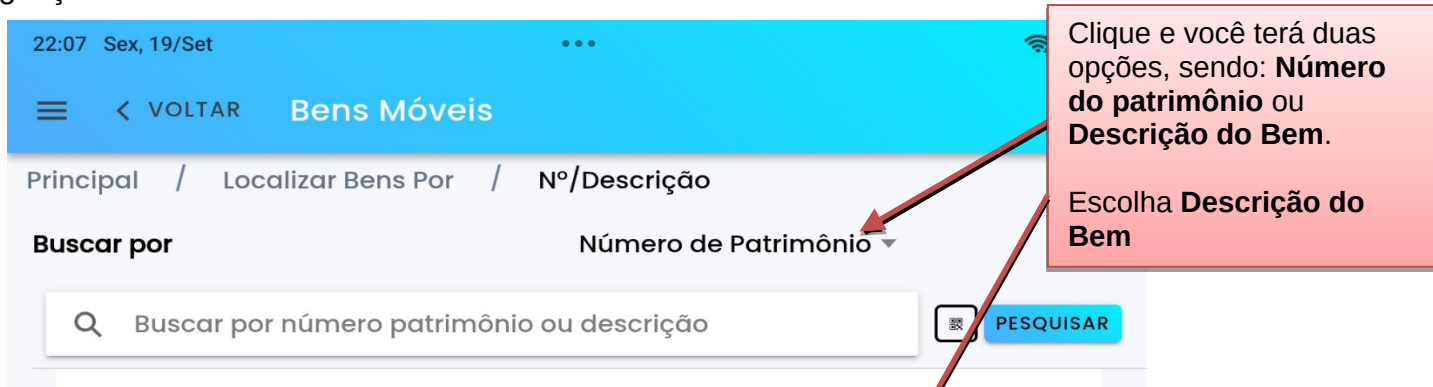 22:07 Sex, 19/Set
VOLTAR Bens Móveis
Principal / Localizar Bens Por / Nº/Descrição
Buscar por Número de Patrimônio
Buscar por número patrimônio ou descrição PESQUISAR
Clique e você terá duas
opções, sendo: Número
do patrimônio ou
Descrição do Bem.
Escolha Descrição do
Bem